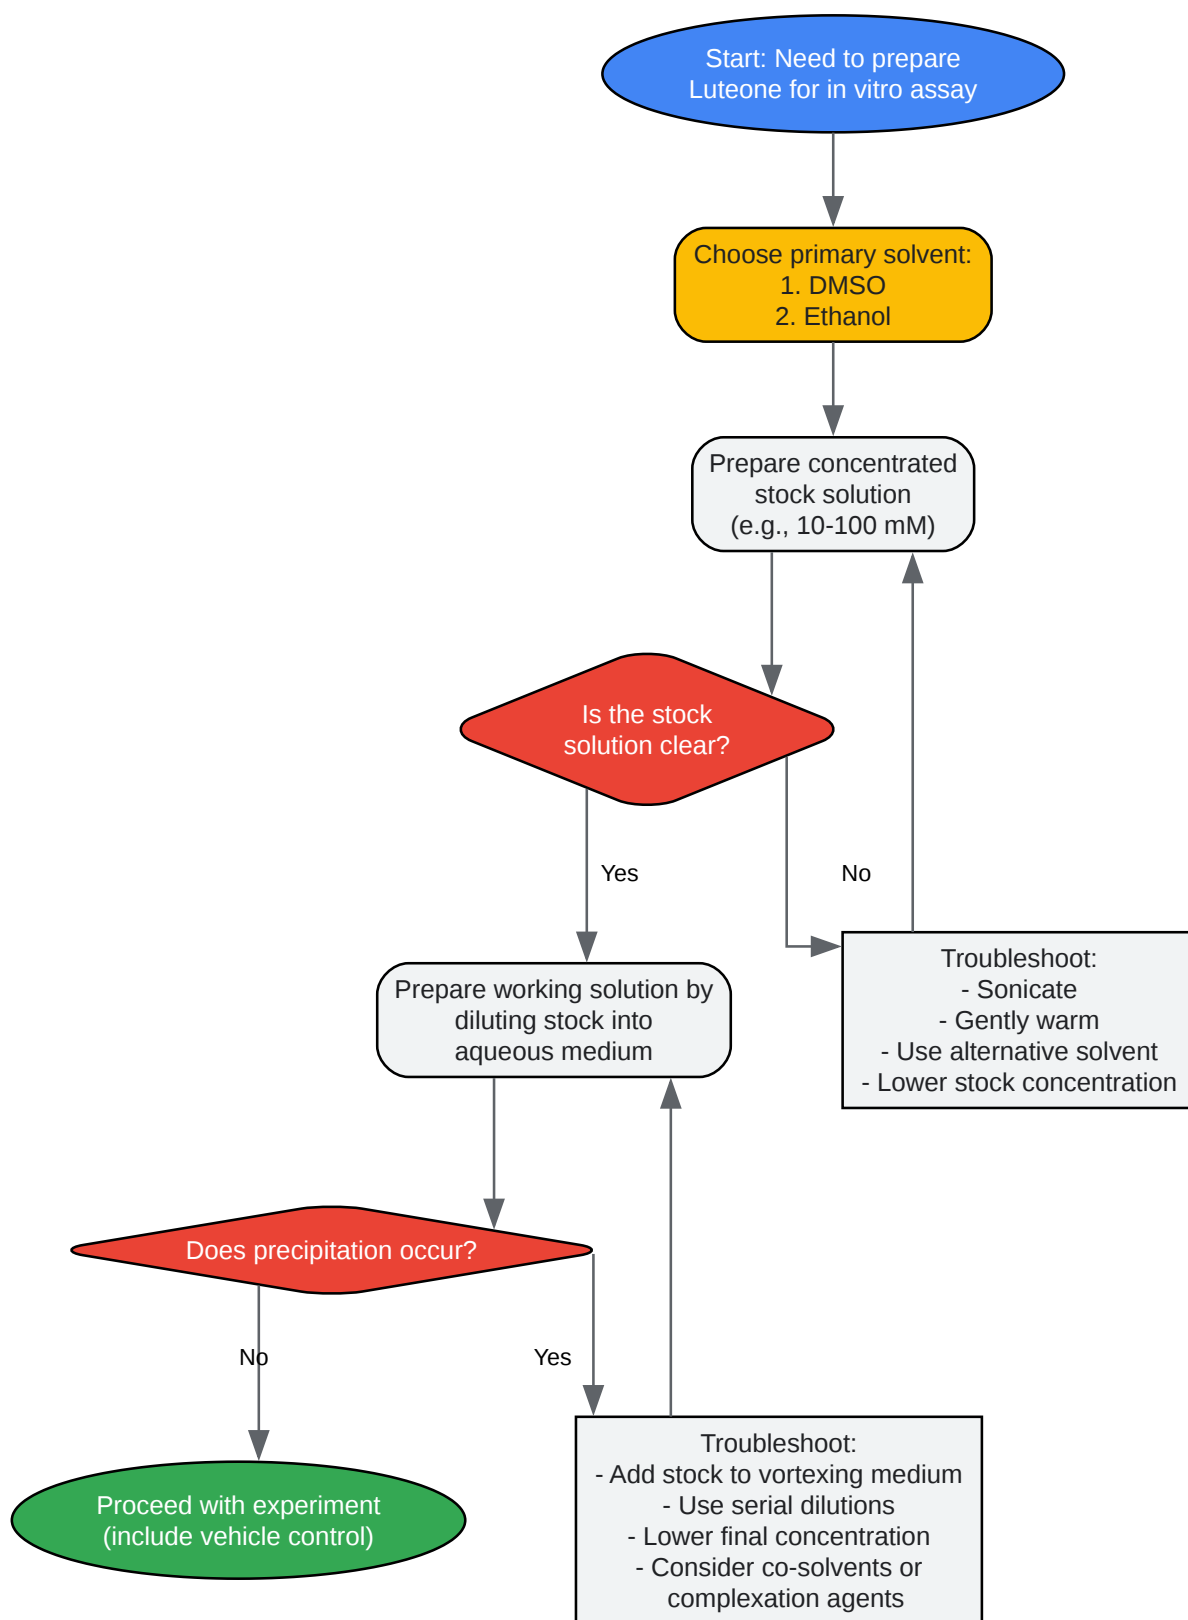 Start: Need to prepare
Luteone for in vitro assay
Choose primary solvent:
1. DMSO
2. Ethanol
Prepare concentrated
stock solution
(e.g., 10-100 mM)
Is the stock
solution clear?
Yes
No
Troubleshoot:
- Sonicate
- Gently warm
- Use alternative solvent
- Lower stock concentration
Prepare working solution by
diluting stock into
aqueous medium
Does precipitation occur?
No
Yes
Troubleshoot:
- Add stock to vortexing medium
- Use serial dilutions
- Lower final concentration
- Consider co-solvents or
complexation agents
Proceed with experiment
(include vehicle control)